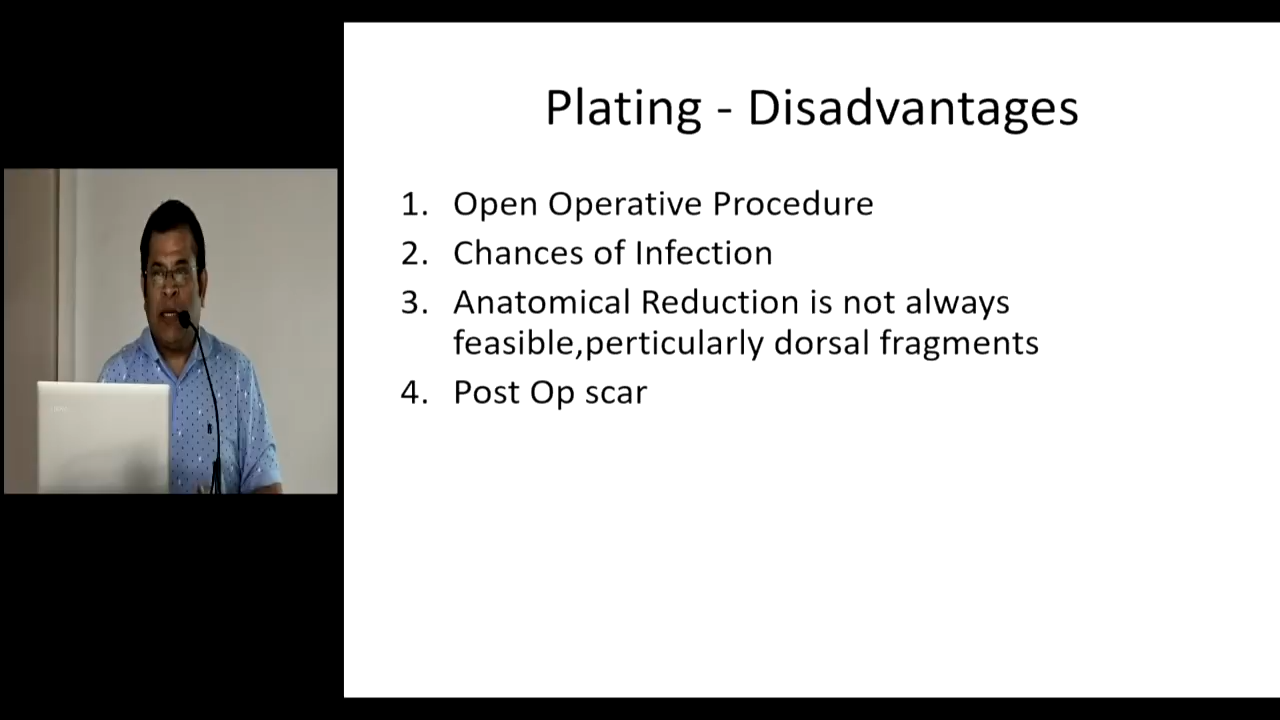 Plating - Disadvantages
1. Open Operative Procedure
2. Chances of Infection
3. Anatomical Reduction is not always
feasible,perticularly dorsal fragments
4. Post Op scar